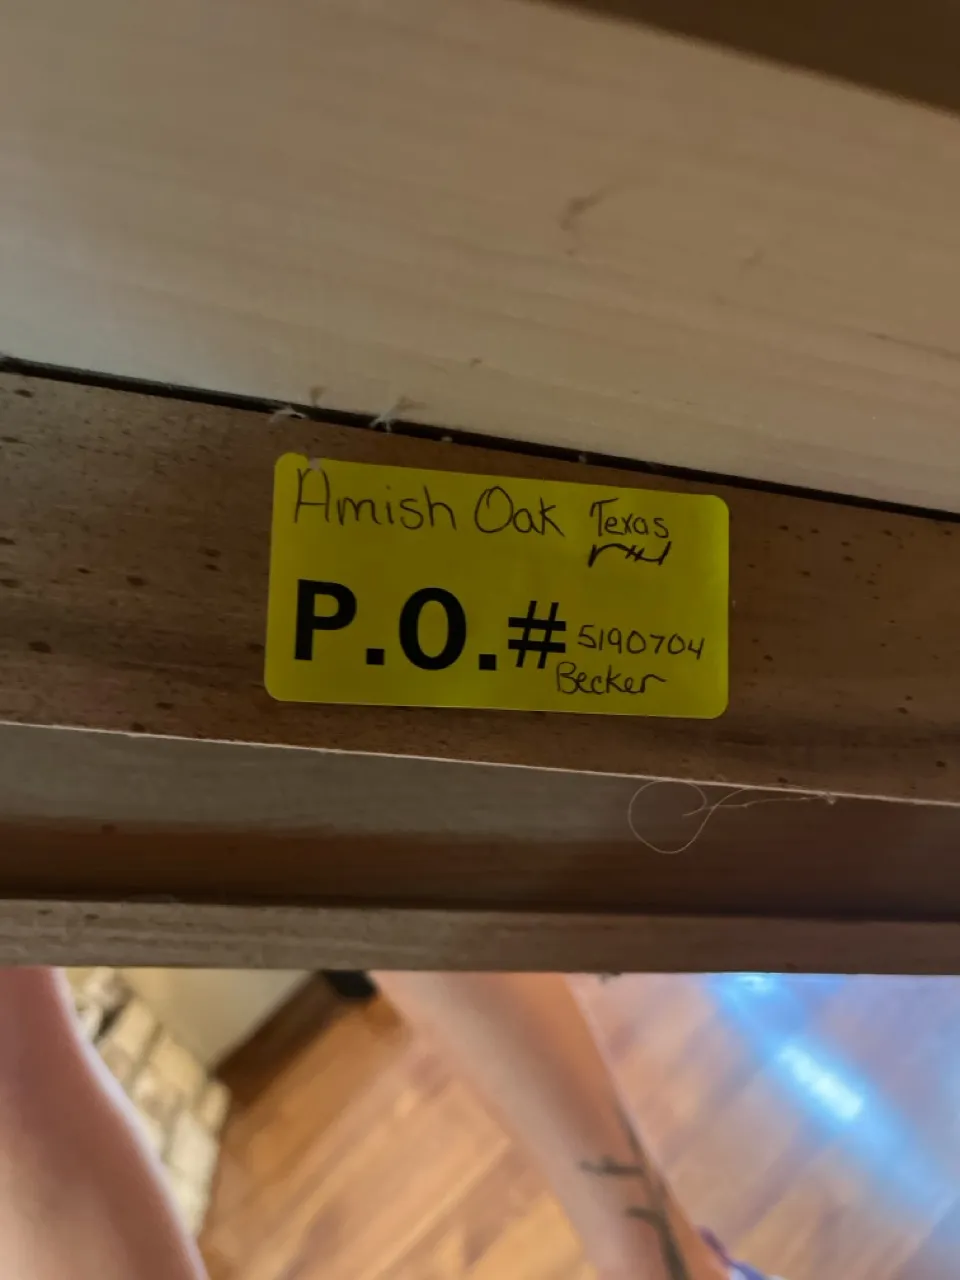 Amish Oak Texas
P.O.# 5190704
Becker